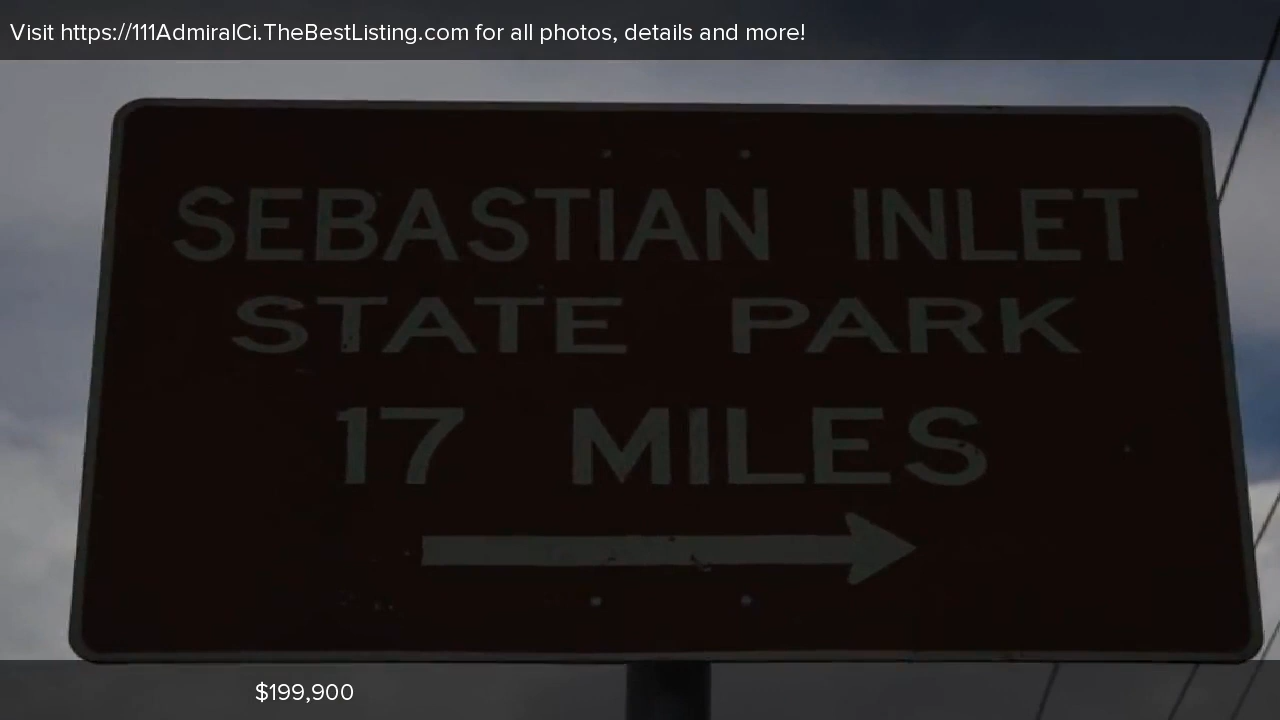 Visit https://111AdmiralCi.TheBestListing.com for all photos, details and more!
SEBASTIAN INLET
STATE PARK
17 MILES
$199,900